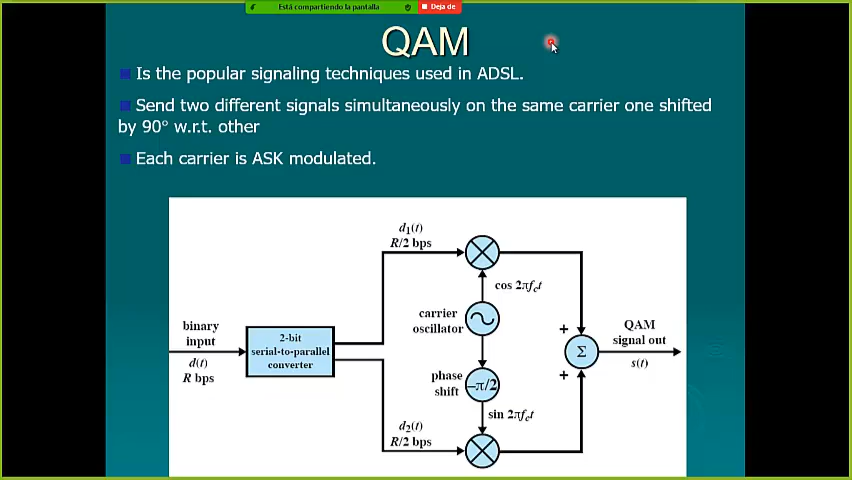 Está compartiendo la pantalla
Deja de
QAM
Is the popular signaling techniques used in ADSL.
Send two different signals simultaneously on the same carrier one shifted
by 90° w.r.t. other
Each carrier is ASK modulated.
d₁(t)
R/2 bps
cos 2πf꜀t
carrier
oscillator
binary
input
d(t)
R bps
2-bit
serial-to-parallel
converter
+
Σ
+
QAM
signal out
s(t)
phase
shift
–π/2
sin 2πf꜀t
d₂(t)
R/2 bps